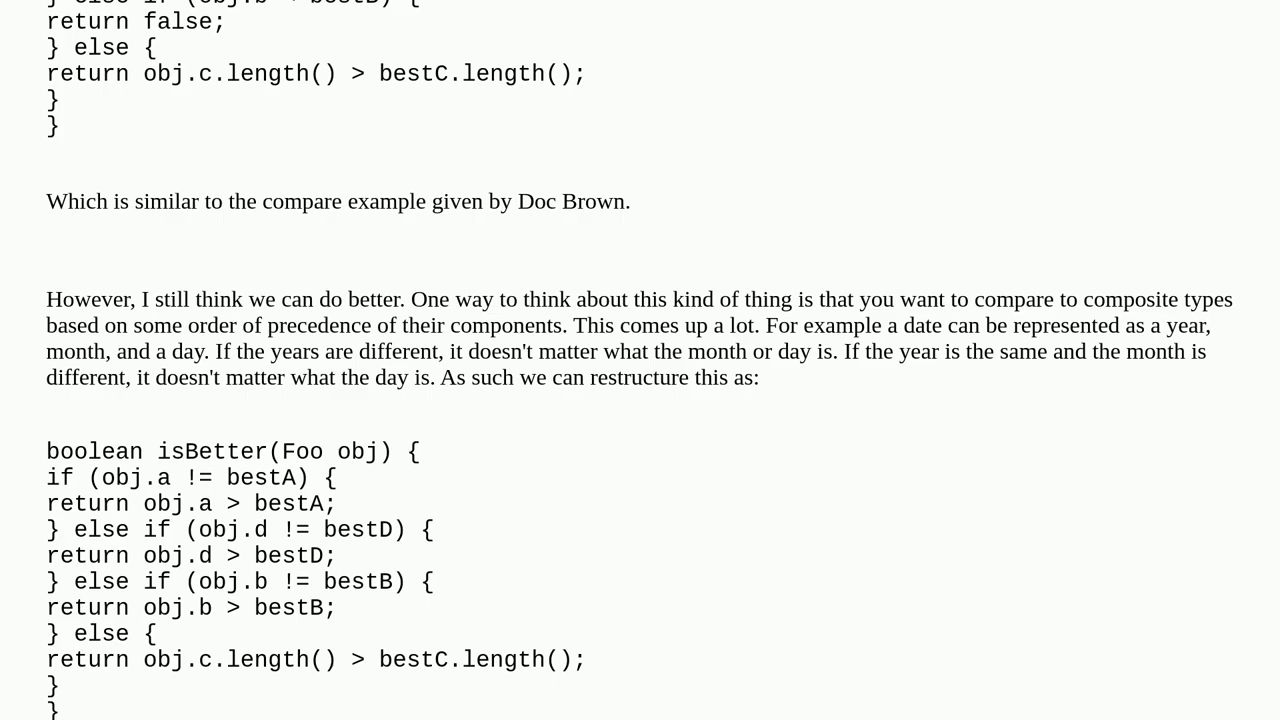 return false;
} else {
return obj.c.length() > bestC.length();
}
}
Which is similar to the compare example given by Doc Brown.
However, I still think we can do better. One way to think about this kind of thing is that you want to compare to composite types
based on some order of precedence of their components. This comes up a lot. For example a date can be represented as a year,
month, and a day. If the years are different, it doesn't matter what the month or day is. If the year is the same and the month is
different, it doesn't matter what the day is. As such we can restructure this as:
boolean isBetter(Foo obj) {
if (obj.a != bestA) {
return obj.a > bestA;
} else if (obj.d != bestD) {
return obj.d > bestD;
} else if (obj.b != bestB) {
return obj.b > bestB;
} else {
return obj.c.length() > bestC.length();
}
}